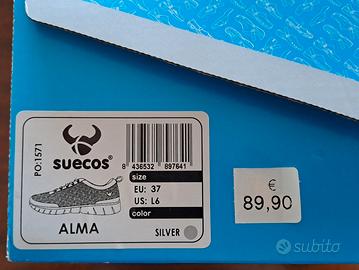 PO:1571
suecos®
8 436532 897641
size
EU: 37
US: L6
color
ALMA
SILVER
€
89,90
subito